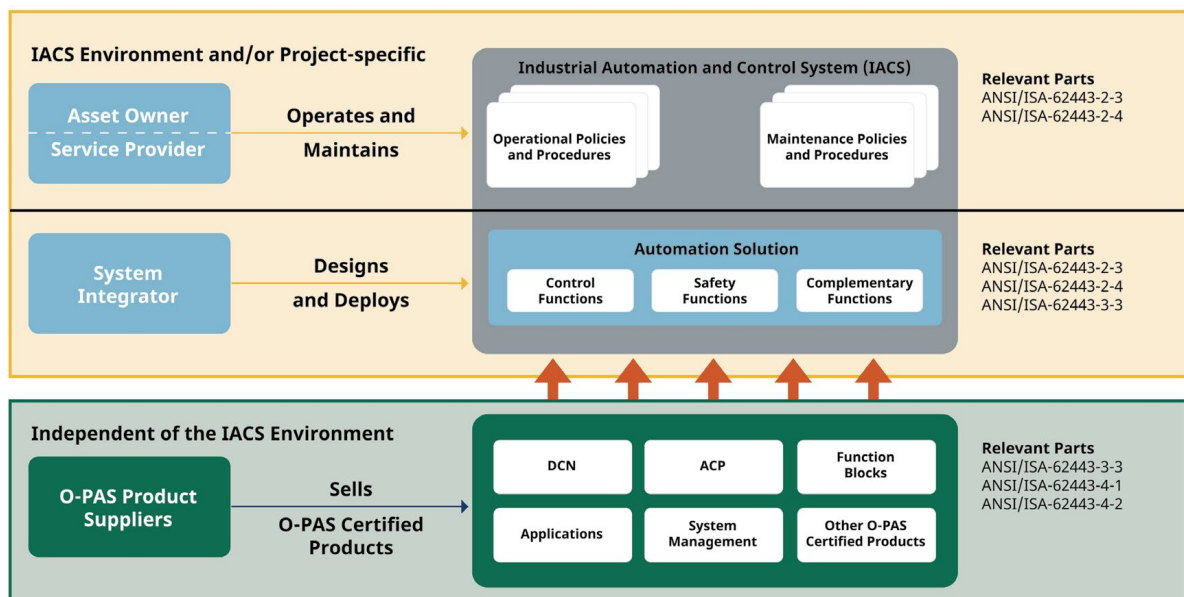 IACS Environment and/or Project-specific
Asset Owner
Service Provider
Operates and
Maintains
Industrial Automation and Control System (IACS)
Operational Policies
and Procedures
Maintenance Policies
and Procedures
Relevant Parts
ANSI/ISA-62443-2-3
ANSI/ISA-62443-2-4
System
Integrator
Designs
and Deploys
Automation Solution
Control
Functions
Safety
Functions
Complementary
Functions
Relevant Parts
ANSI/ISA-62443-2-3
ANSI/ISA-62443-2-4
ANSI/ISA-62443-3-3
Independent of the IACS Environment
O-PAS Product
Suppliers
Sells
O-PAS Certified
Products
DCN
ACP
Function
Blocks
Applications
System
Management
Other O-PAS
Certified Products
Relevant Parts
ANSI/ISA-62443-3-3
ANSI/ISA-62443-4-1
ANSI/ISA-62443-4-2